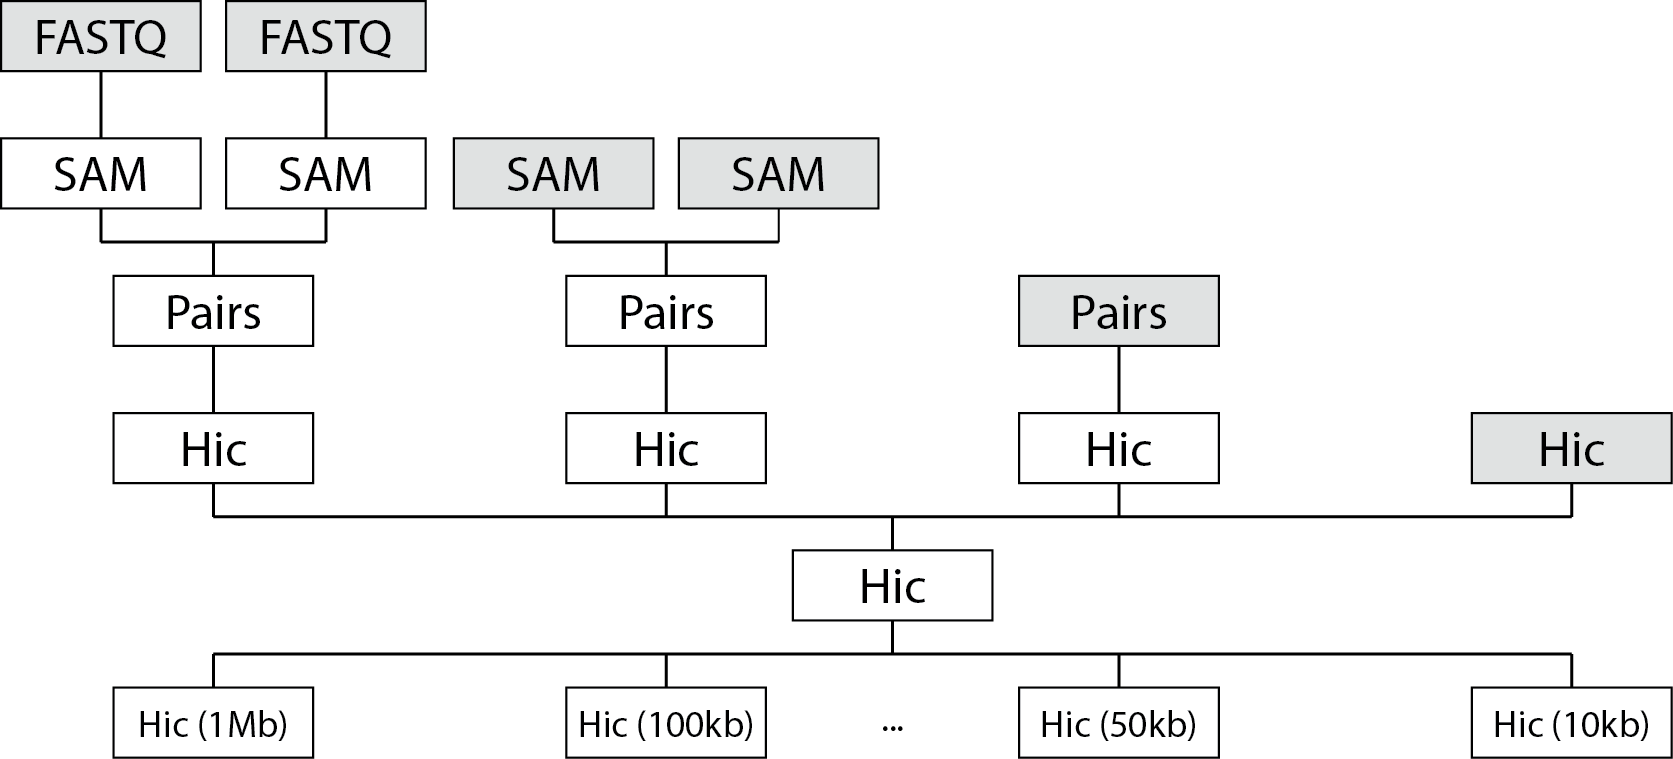 FASTQ FASTQ
SAM SAM SAM SAM
Pairs Pairs Pairs
Hic Hic Hic Hic
Hic
Hic (1Mb) Hic (100kb) ... Hic (50kb) Hic (10kb)